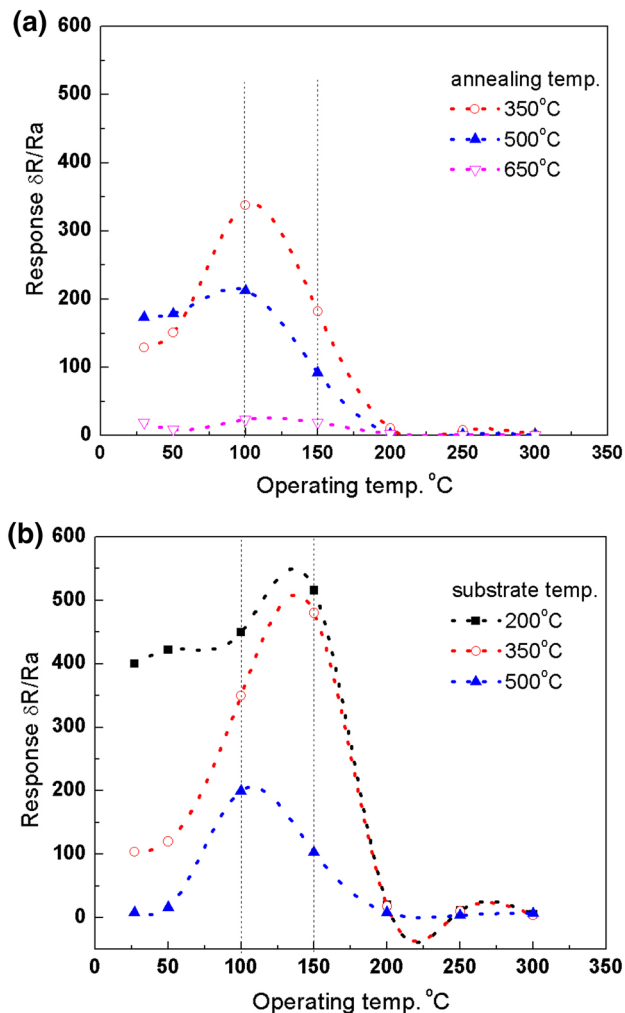 (a)
600
500
400
300
200
100
0
Response δR/Ra
annealing temp.
350°C
500°C
650°C
0 50 100 150 200 250 300 350
Operating temp. °C
(b)
600
500
400
300
200
100
0
Response δR/Ra
substrate temp.
200°C
350°C
500°C
0 50 100 150 200 250 300 350
Operating temp. °C